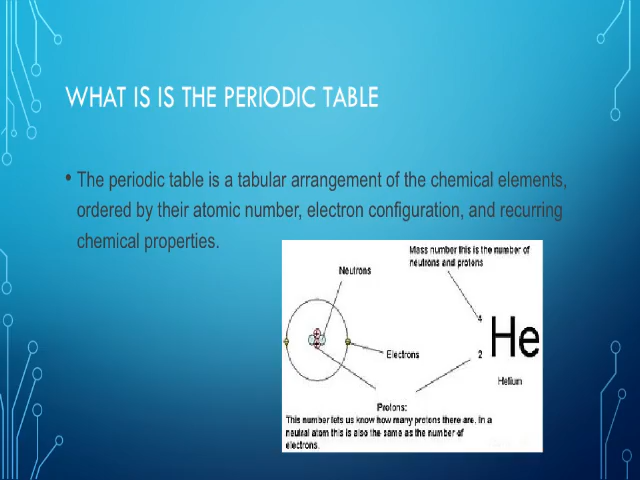 WHAT IS IS THE PERIODIC TABLE
• The periodic table is a tabular arrangement of the chemical elements,
ordered by their atomic number, electron configuration, and recurring
chemical properties.
Mass number this is the number of
neutrons and protons
Neutrons
4
He
Electrons
2
Helium
Protons:
This number lets us know how many protons there are. In a
neutral atom this is also the same as the number of
electrons.